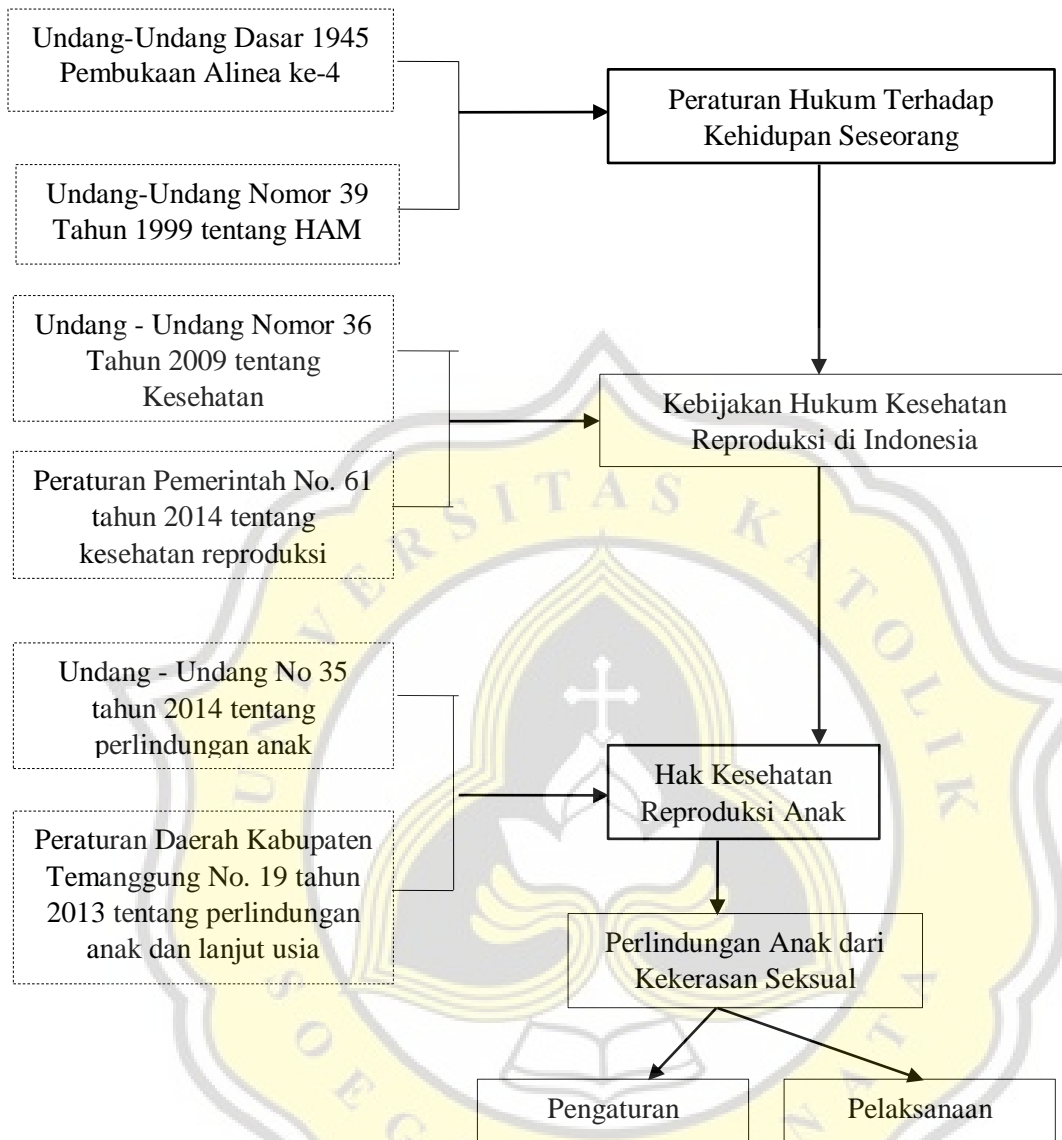 Undang-Undang Dasar 1945
Pembukaan Alinea ke-4
Peraturan Hukum Terhadap
Kehidupan Seseorang
Undang-Undang Nomor 39
Tahun 1999 tentang HAM
Undang - Undang Nomor 36
Tahun 2009 tentang
Kesehatan
Kebijakan Hukum Kesehatan
Reproduksi di Indonesia
Peraturan Pemerintah No. 61
tahun 2014 tentang
kesehatan reproduksi
Undang - Undang No 35
tahun 2014 tentang
perlindungan anak
Hak Kesehatan
Reproduksi Anak
Peraturan Daerah Kabupaten
Temanggung No. 19 tahun
2013 tentang perlindungan
anak dan lanjut usia
Perlindungan Anak dari
Kekerasan Seksual
Pengaturan
Pelaksanaan
UNIVERSITAS KATOLIK